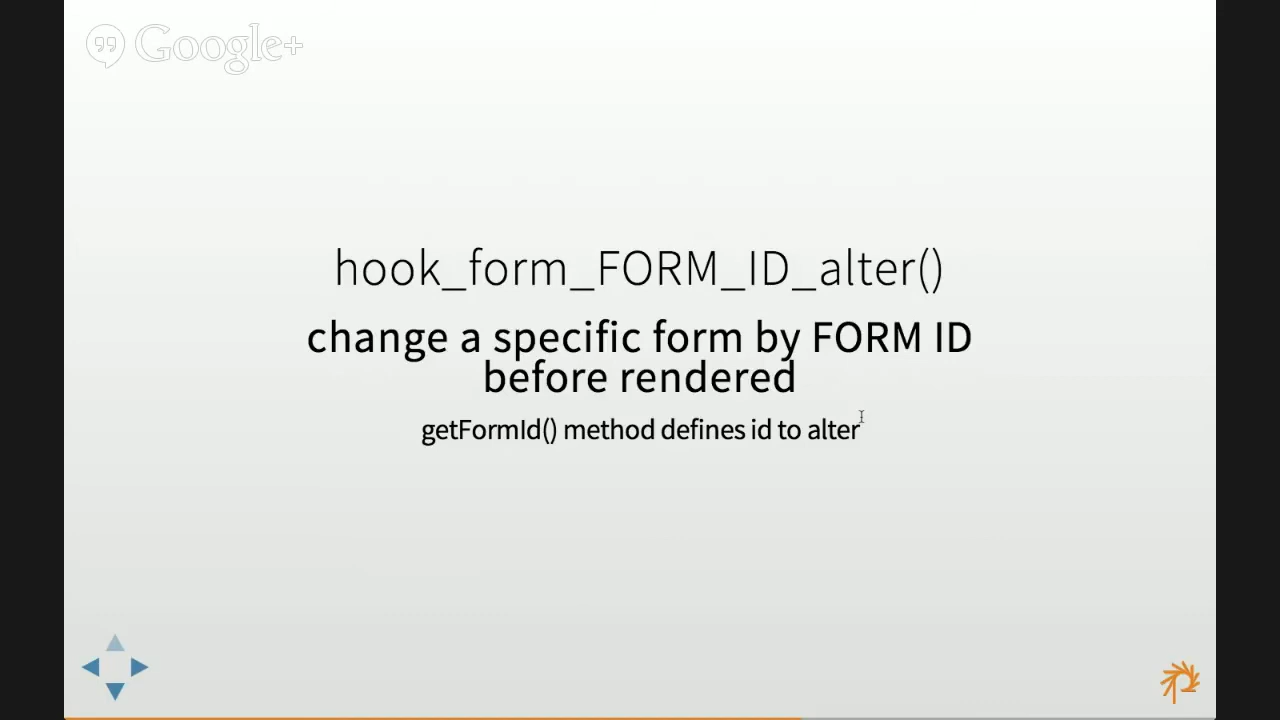 Google+
hook_form_FORM_ID_alter()
change a specific form by FORM ID
before rendered
getFormId() method defines id to alter